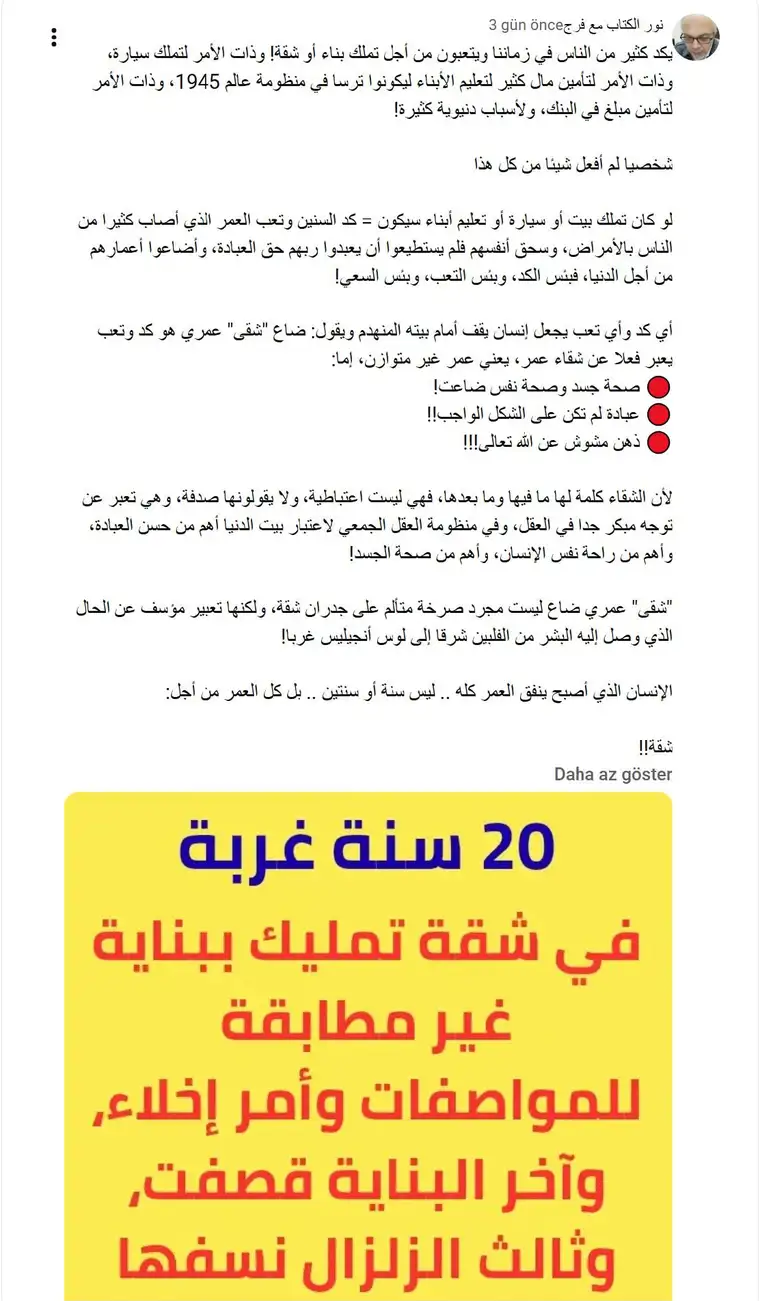 نور الكتاب مع فرج 3 gün önce
يكد كثير من الناس في زماننا ويتعبون من أجل تملك بناء أو شقة! وذات الأمر لتملك سيارة،
وذات الأمر لتأمين مال كثير لتعليم الأبناء ليكونوا ترسا في منظومة عالم 1945، وذات الأمر
لتأمين مبلغ في البنك، ولأسباب دنيوية كثيرة!
شخصيا لم أفعل شيئا من كل هذا
لو كان تملك بيت أو سيارة أو تعليم أبناء سيكون = كد السنين وتعب العمر الذي أصاب كثيرا من
الناس بالأمراض، وسحق أنفسهم فلم يستطيعوا أن يعبدوا ربهم حق العبادة، وأضاعوا أعمارهم
من أجل الدنيا، فبئس الكد، وبئس التعب، وبئس السعي!
أي كد وأي تعب يجعل إنسان يقف أمام بيته المنهدم ويقول: ضاع "شقى" عمري هو كد وتعب
يعبر فعلا عن شقاء عمر، يعني عمر غير متوازن، إما:
🔴 صحة جسد وصحة نفس ضاعت!
🔴 عبادة لم تكن على الشكل الواجب!!
🔴 ذهن مشوش عن الله تعالى!!!
لأن الشقاء كلمة لها ما فيها وما بعدها، فهي ليست اعتباطية، ولا يقولونها صدفة، وهي تعبر عن
توجه مبكر جدا في العقل، وفي منظومة العقل الجمعي لاعتبار بيت الدنيا أهم من حسن العبادة،
وأهم من راحة نفس الإنسان، وأهم من صحة الجسد!
"شقى" عمري ضاع ليست مجرد صرخة متألم على جدران شقة، ولكنها تعبير مؤسف عن الحال
الذي وصل إليه البشر من الفلبين شرقا إلى لوس أنجيليس غربا!
الإنسان الذي أصبح ينفق العمر كله .. ليس سنة أو سنتين .. بل كل العمر من أجل:
شقة!!
Daha az göster
20 سنة غربة
في شقة تمليك ببناية
غير مطابقة
للمواصفات وأمر إخلاء,
وآخر البناية قصفت,
وثالث الزلزال نسفها